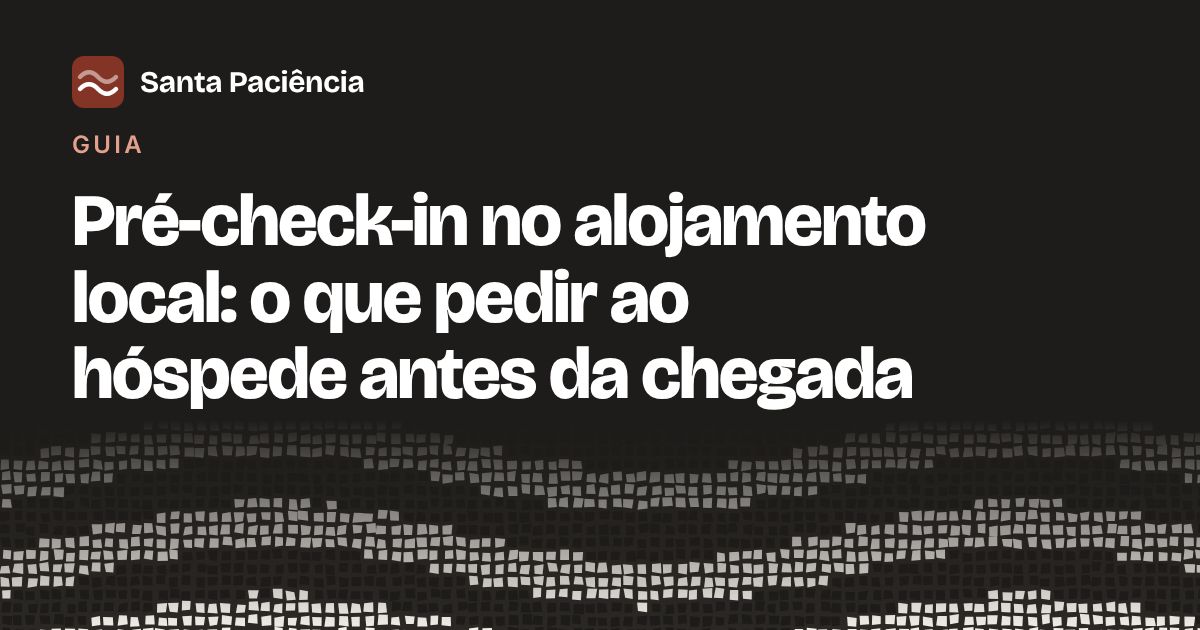 Santa Paciência
GUIA
Pré-check-in no alojamento
local: o que pedir ao
hóspede antes da chegada